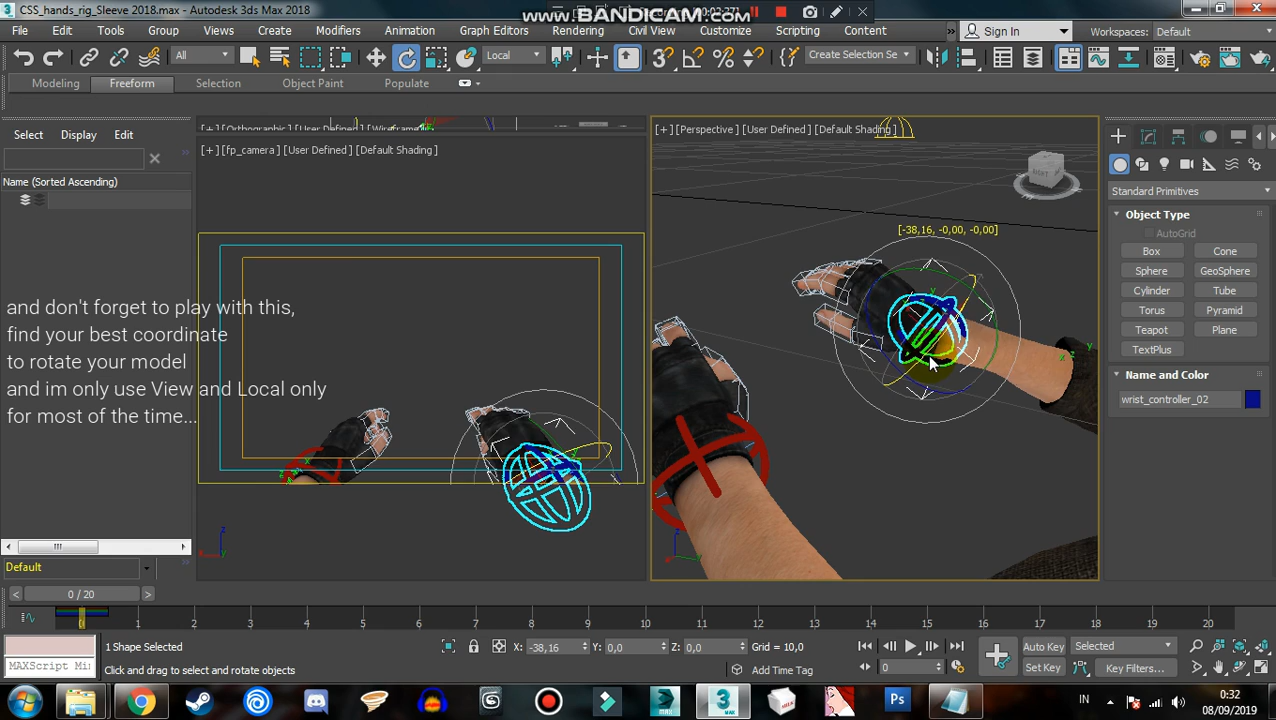 CSS_hands_rig_Sleeve 2018.max - Autodesk 3ds Max 2018
www.BANDICAM.com
File Edit Tools Group Views Create Modifiers Animation Graph Editors Rendering Civil View Customize Scripting Content Sign In Workspaces: Default
All Local Create Selection Se
Modeling Freeform Selection Object Paint Populate
Select Display Edit
[+] [Orthographic] [User Defined] [Wirefram
[+] [Perspective] [User Defined] [Default Shading]
[+] [fp_camera] [User Defined] [Default Shading]
Name (Sorted Ascending)
Standard Primitives
Object Type
AutoGrid
Box Cone
Sphere GeoSphere
Cylinder Tube
Torus Pyramid
Teapot Plane
TextPlus
Name and Color
wrist_controller_02
[-38,16, -0,00, -0,00]
RIGHT
and don't forget to play with this,
find your best coordinate
to rotate your model
and im only use View and Local only
for most of the time...
Default
0 / 20
0 1 2 3 4 5 6 7 8 9 10 11 12 13 14 15 16 17 18 19 20
1 Shape Selected X: -38,16 Y: 0,0 Z: 0,0 Grid = 10,0 Auto Key Selected
MAXScript Mi Click and drag to select and rotate objects Add Time Tag 0 Set Key Key Filters...
IN 0:32
08/09/2019